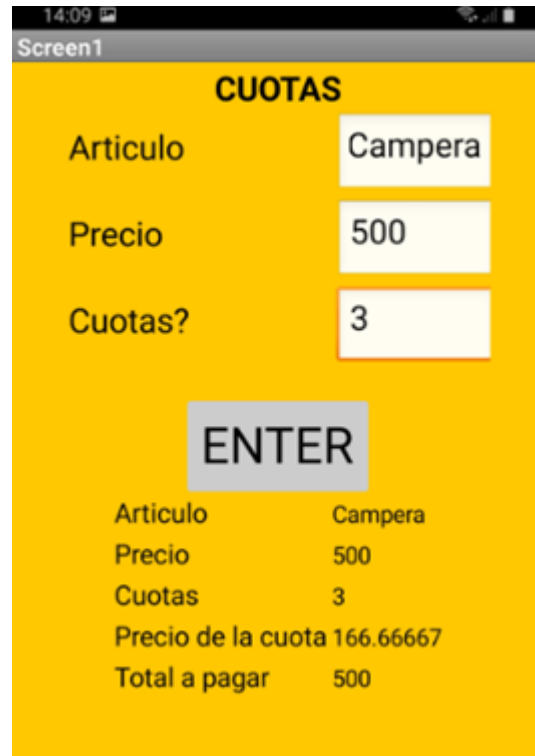 14:09
Screen1
CUOTAS
Articulo Campera
Precio 500
Cuotas? 3
ENTER
Articulo Campera
Precio 500
Cuotas 3
Precio de la cuota 166.66667
Total a pagar 500